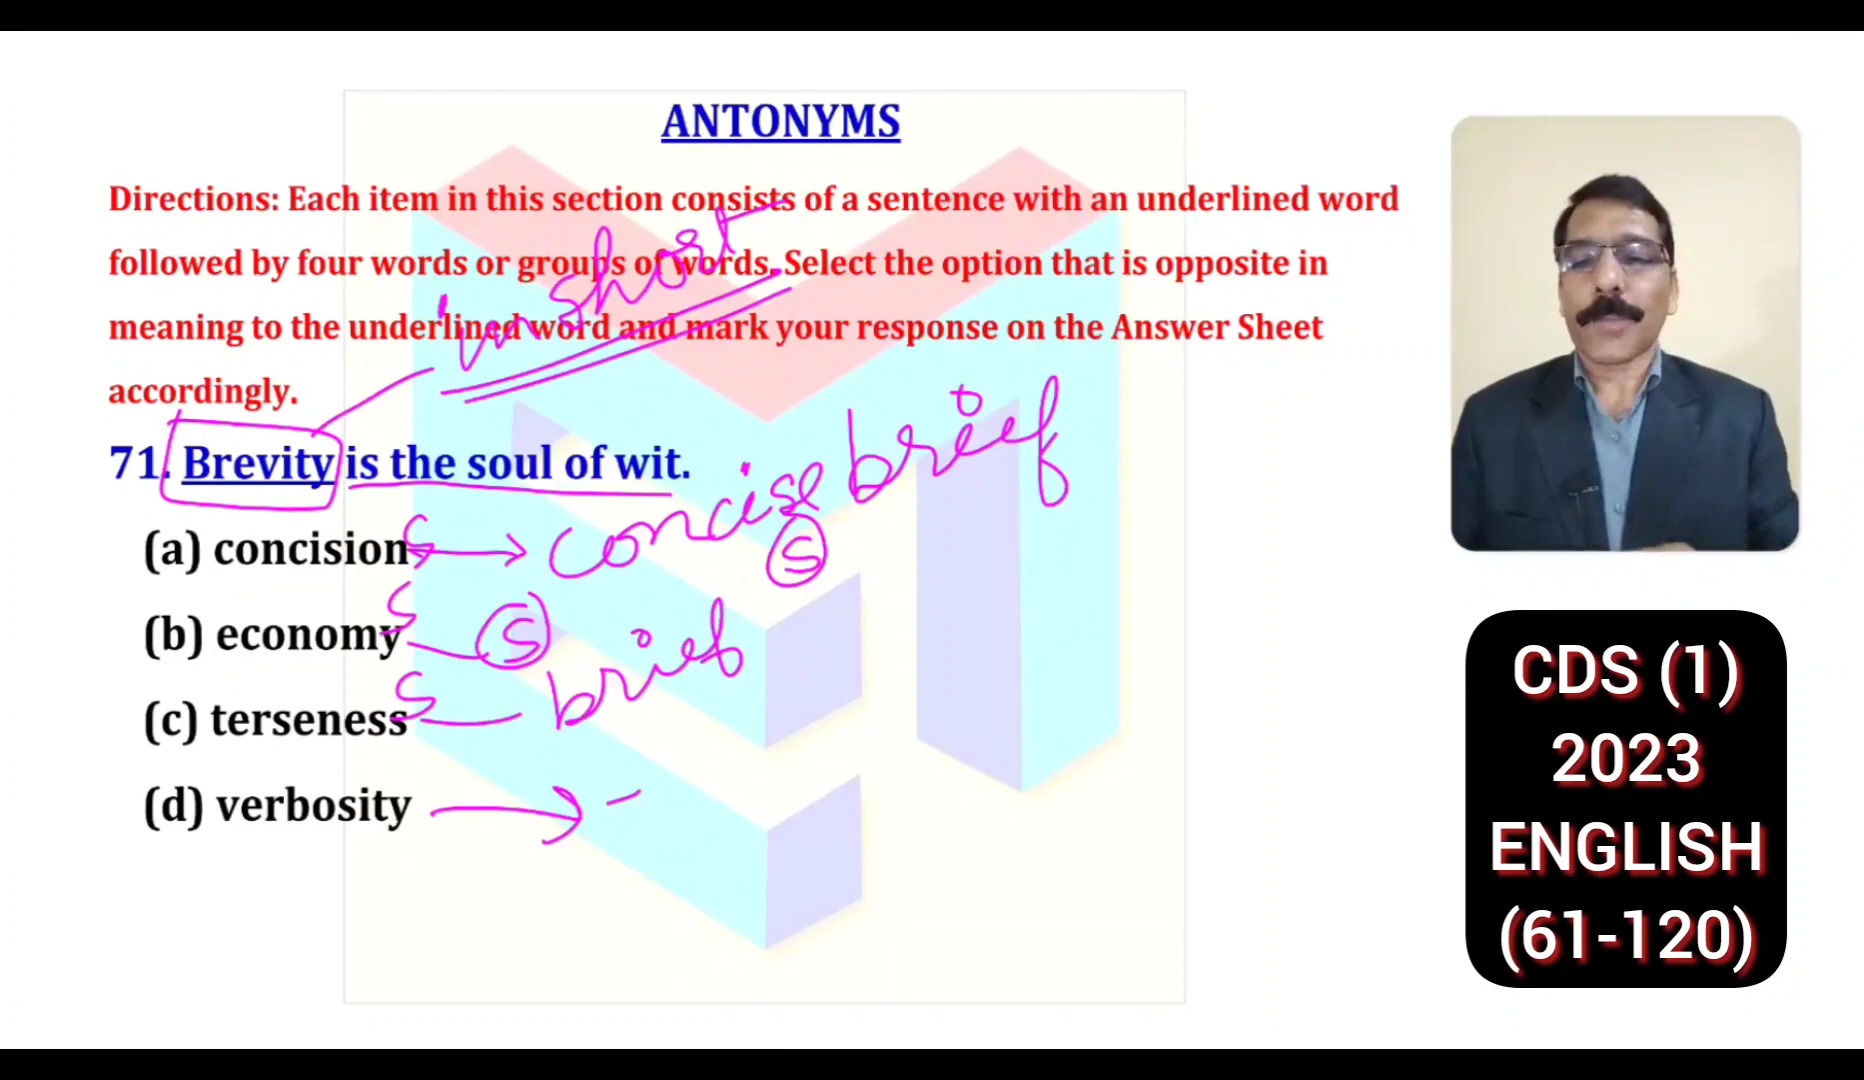 ANTONYMS
Directions: Each item in this section consists of a sentence with an underlined word
followed by four words or groups of words. Select the option that is opposite in
meaning to the underlined word and mark your response on the Answer Sheet
accordingly.
in short
71. Brevity is the soul of wit.
(a) concision S concise brief S
(b) economy S S
(c) terseness S brief
(d) verbosity
CDS (1)
2023
ENGLISH
(61-120)